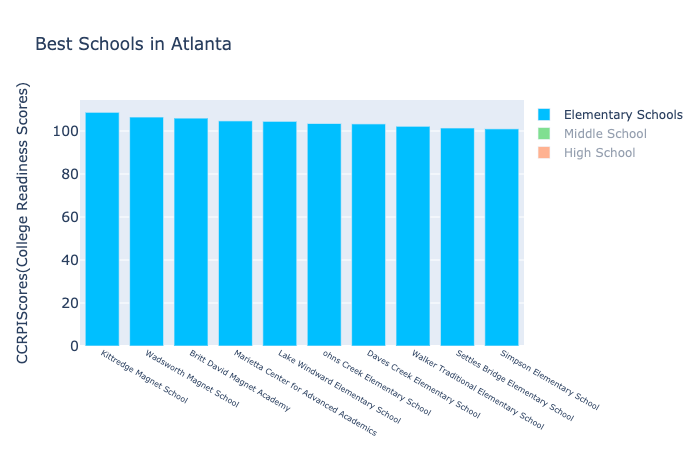 Best Schools in Atlanta
CCRPIScores(College Readiness Scores)
100
80
60
40
20
0
Kittredge Magnet School
Wadsworth Magnet School
Britt David Magnet Academy
Marietta Center for Advanced Academics
Lake Windward Elementary School
ohns Creek Elementary School
Daves Creek Elementary School
Walker Traditional Elementary School
Settles Bridge Elementary School
Simpson Elementary School
Elementary Schools
Middle School
High School